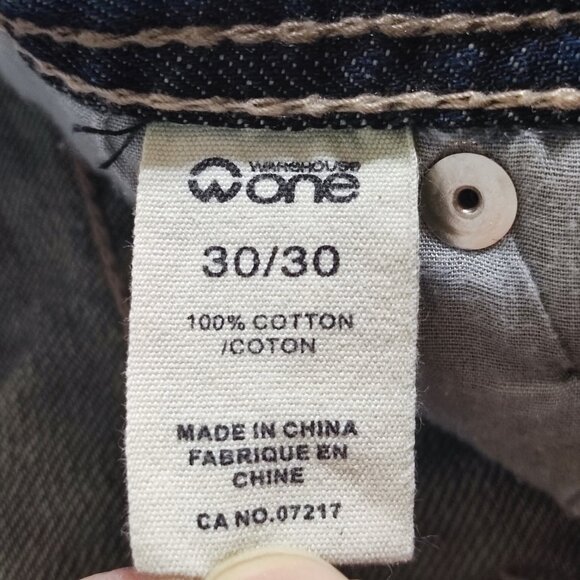 WAREHOUSE
one
30/30
100% COTTON
/COTON
MADE IN CHINA
FABRIQUE EN
CHINE
CA NO.07217